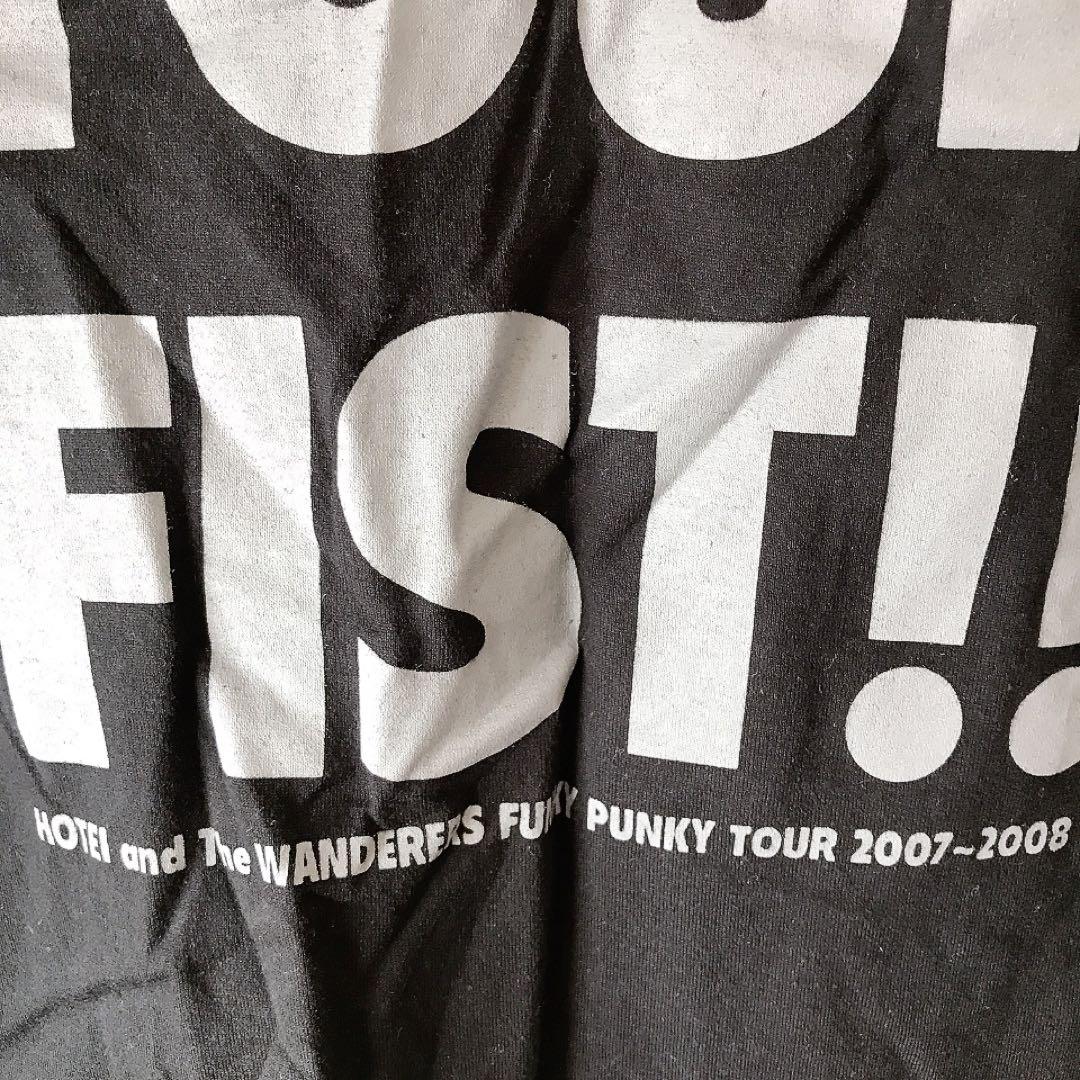 FIST!!
HOTEI and The WANDERERS FUNKY PUNKY TOUR 2007~2008